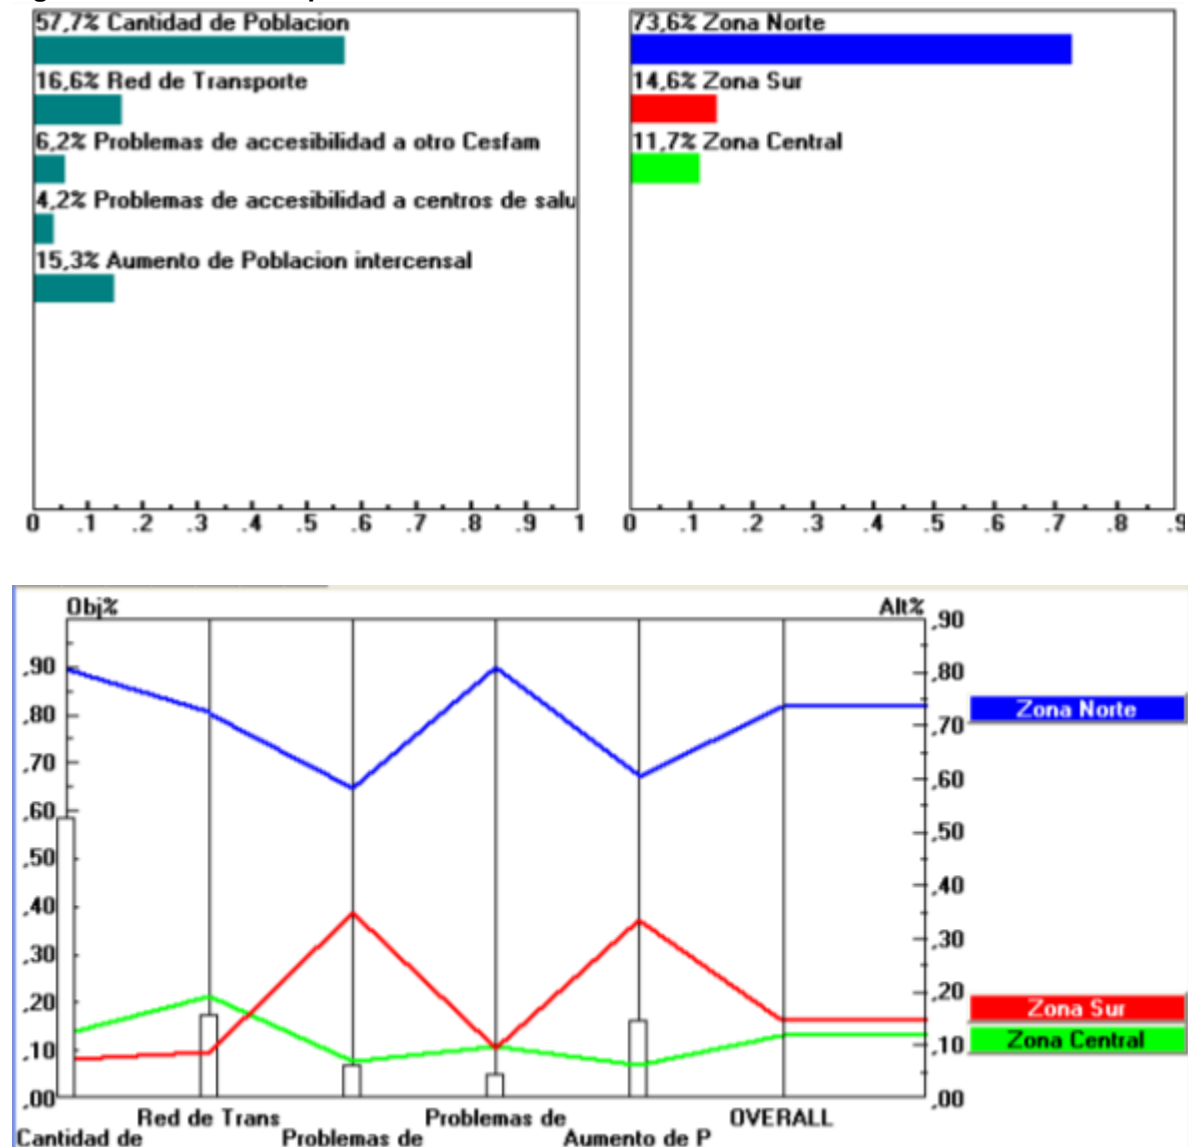 57,7% Cantidad de Poblacion
16,6% Red de Transporte
6,2% Problemas de accesibilidad a otro Cesfam
4,2% Problemas de accesibilidad a centros de salu
15,3% Aumento de Poblacion intercensal
0 .1 .2 .3 .4 .5 .6 .7 .8 .9 1
73,6% Zona Norte
14,6% Zona Sur
11,7% Zona Central
0 .1 .2 .3 .4 .5 .6 .7 .8 .9
Obj%
Alt%
,90
,80
,70
,60
,50
,40
,30
,20
,10
,00
,90
,80
,70
,60
,50
,40
,30
,20
,10
,00
Zona Norte
Zona Sur
Zona Central
Red de Trans Problemas de OVERALL
Cantidad de Problemas de Aumento de P